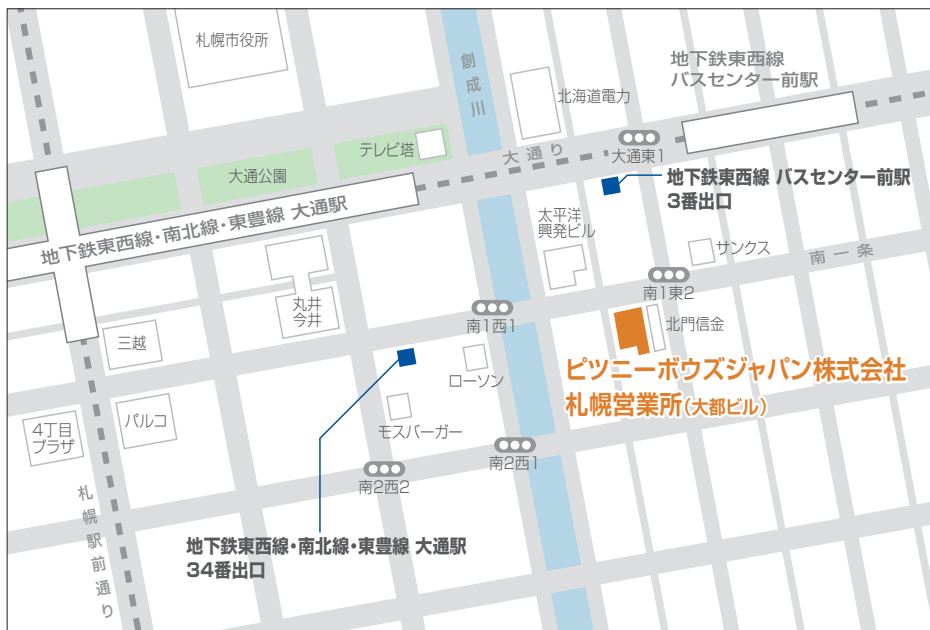 札幌市役所
創成川
北海道電力
地下鉄東西線
バスセンター前駅
テレビ塔
大通公園
大通り
大通東1
地下鉄東西線 バスセンター前駅
3番出口
地下鉄東西線・南北線・東豊線 大通駅
太平洋
興発ビル
サンクス
南一条
丸井
今井
南1東2
南1西1
北門信金
三越
ローソン
ピツニーボウズジャパン株式会社
札幌営業所(大都ビル)
パルコ
4丁目
プラザ
モスバーガー
南2西1
南2西2
札幌駅前通り
地下鉄東西線・南北線・東豊線 大通駅
34番出口